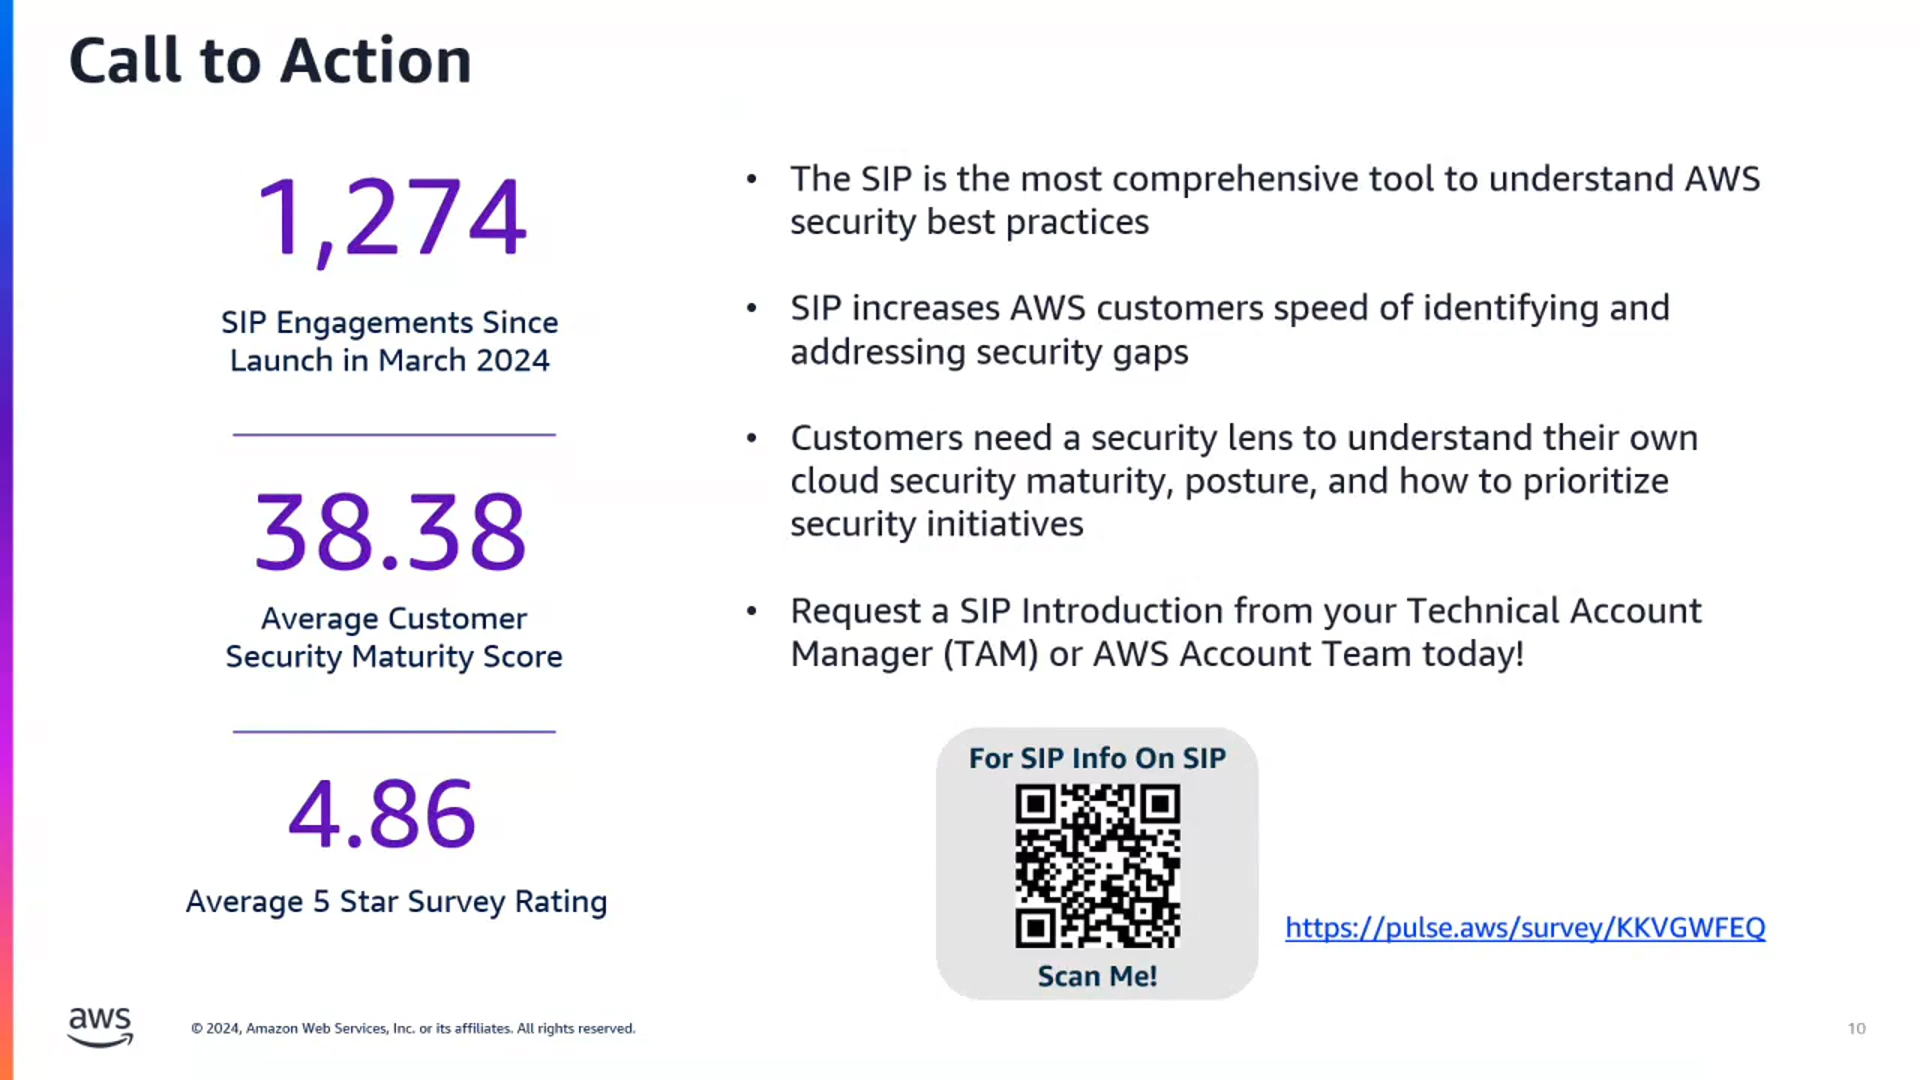 Call to Action
1,274
SIP Engagements Since
Launch in March 2024
38.38
Average Customer
Security Maturity Score
4.86
Average 5 Star Survey Rating
• The SIP is the most comprehensive tool to understand AWS
security best practices
• SIP increases AWS customers speed of identifying and
addressing security gaps
• Customers need a security lens to understand their own
cloud security maturity, posture, and how to prioritize
security initiatives
• Request a SIP Introduction from your Technical Account
Manager (TAM) or AWS Account Team today!
For SIP Info On SIP
Scan Me!
https://pulse.aws/survey/KKVGWFEQ
aws
© 2024, Amazon Web Services, Inc. or its affiliates. All rights reserved.
10